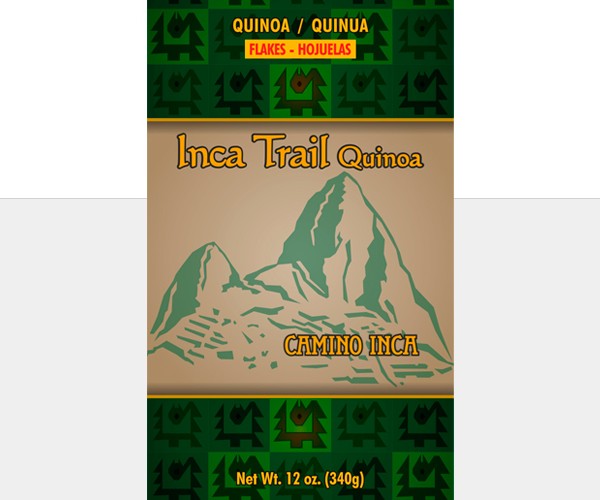 QUINOA / QUINUA
FLAKES - HOJUELAS
Inca Trail Quinoa
CAMINO INCA
Net Wt. 12 oz. (340g)